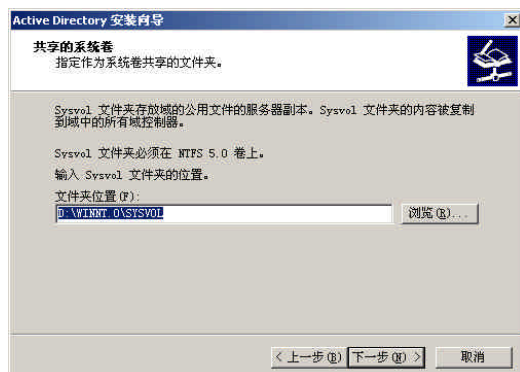 Active Directory 安装向导
共享的系统卷
指定作为系统卷共享的文件夹。
Sysvol 文件夹存放域的公用文件的服务器副本。Sysvol 文件夹的内容被复制
到域中的所有域控制器。
Sysvol 文件夹必须在 NTFS 5.0 卷上。
输入 Sysvol 文件夹的位置。
文件夹位置(F):
D:\WINNT.0\SYSVOL
浏览(R)...
< 上一步(B)
下一步(N) >
取消